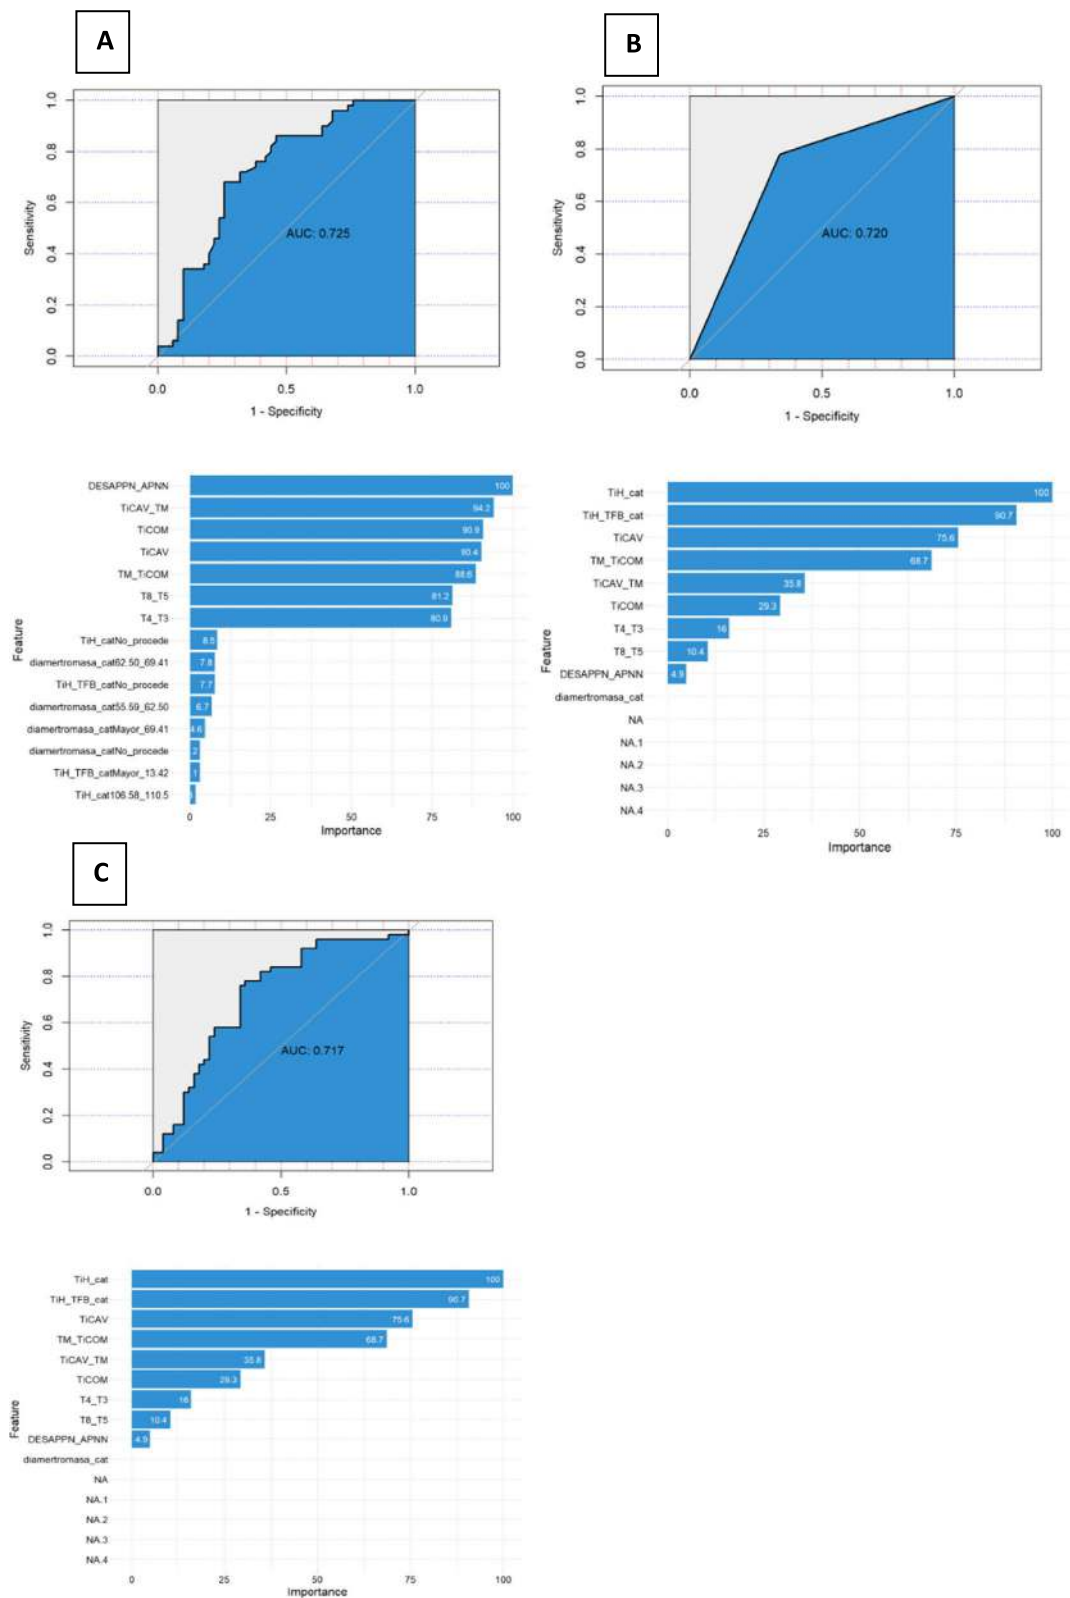 A
1.0
0.8
0.6
0.4
0.2
0.0
Sensitivity
AUC: 0.725
0.0 0.5 1.0
1 - Specificity
DESAPPN_APNN 100
TiCAV_TM 94.2
TiCOM 90.9
TiCAV 90.4
TM_TiCOM 88.6
T8_T5 81.2
T4_T3 80.9
TiH_catNo_procede 8.5
diamertromasa_cat62.50_69.41 7.8
TiH_TFB_catNo_procede 7.7
diamertromasa_cat55.59_62.50 6.7
diamertromasa_catMayor_69.41 4.6
diamertromasa_catNo_procede
TiH_TFB_catMayor_13.42
TiH_cat106.58_110.5
Feature
0 25 50 75 100
Importance
B
1.0
0.8
0.6
0.4
0.2
0.0
Sensitivity
AUC: 0.720
0.0 0.5 1.0
1 - Specificity
TiH_cat 100
TiH_TFB_cat 90.7
TiCAV 75.6
TM_TiCOM 68.7
TiCAV_TM 35.8
TiCOM 29.3
T4_T3 16
T8_T5 10.4
DESAPPN_APNN 4.9
diamertromasa_cat
NA
NA.1
NA.2
NA.3
NA.4
Feature
0 25 50 75 100
Importance
C
1.0
0.8
0.6
0.4
0.2
0.0
Sensitivity
AUC: 0.717
0.0 0.5 1.0
1 - Specificity
TiH_cat 100
TiH_TFB_cat 90.7
TiCAV 75.6
TM_TiCOM 68.7
TiCAV_TM 35.8
TiCOM 29.3
T4_T3 16
T8_T5 10.4
DESAPPN_APNN 4.9
diamertromasa_cat
NA
NA.1
NA.2
NA.3
NA.4
Feature
0 25 50 75 100
Importance